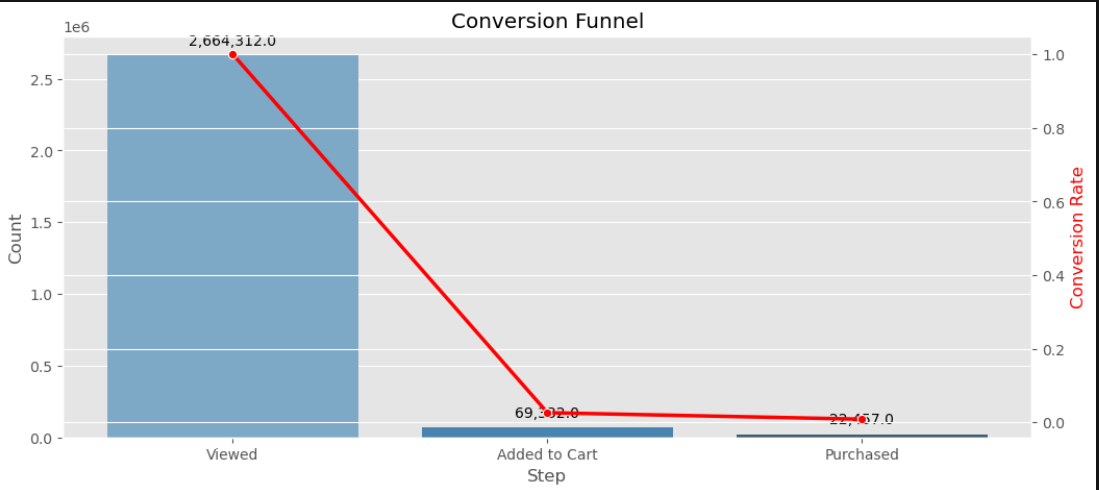 Conversion Funnel
1e6
2,664,312.0
2.5
2.0
1.5
1.0
0.5
0.0
Count
1.0
0.8
0.6
0.4
0.2
0.0
Conversion Rate
Viewed
Added to Cart
Purchased
Step